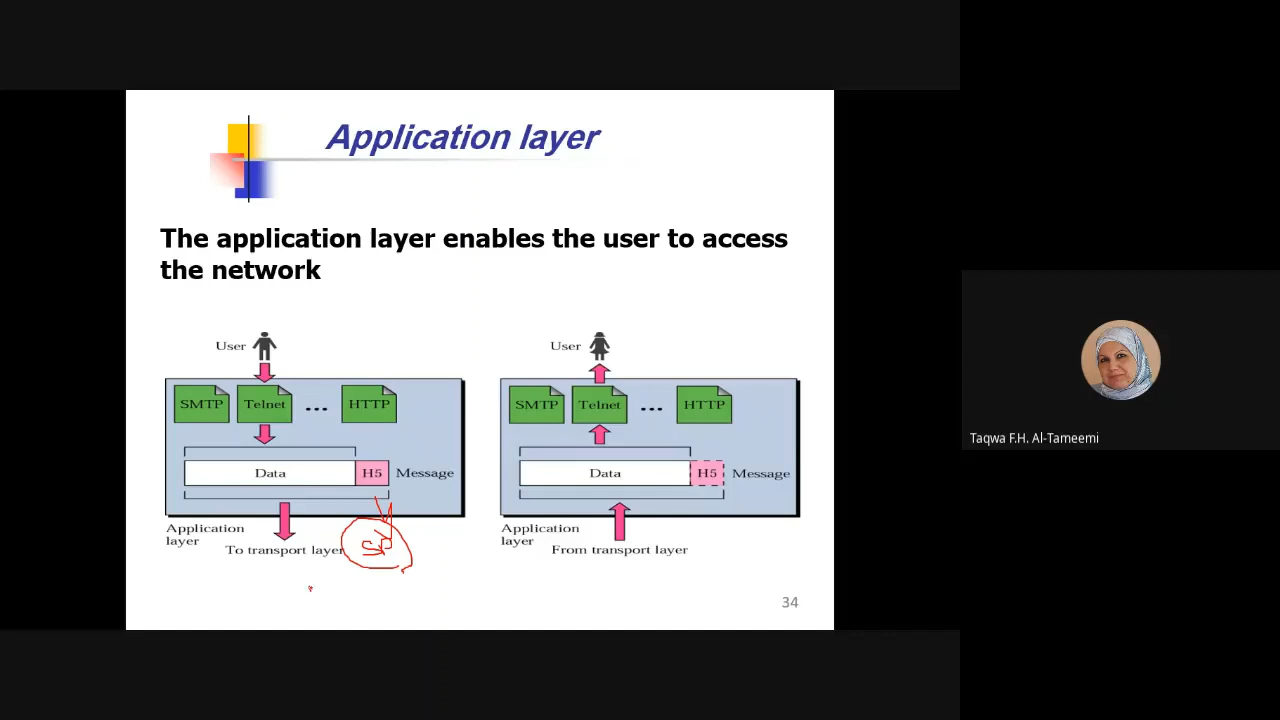 Application layer
The application layer enables the user to access
the network
User
SMTP
Telnet
...
HTTP
Data
H5
Message
Application
layer
To transport layer
SP
User
SMTP
Telnet
...
HTTP
Data
H5
Message
Application
layer
From transport layer
34
Taqwa F.H. Al-Tameemi